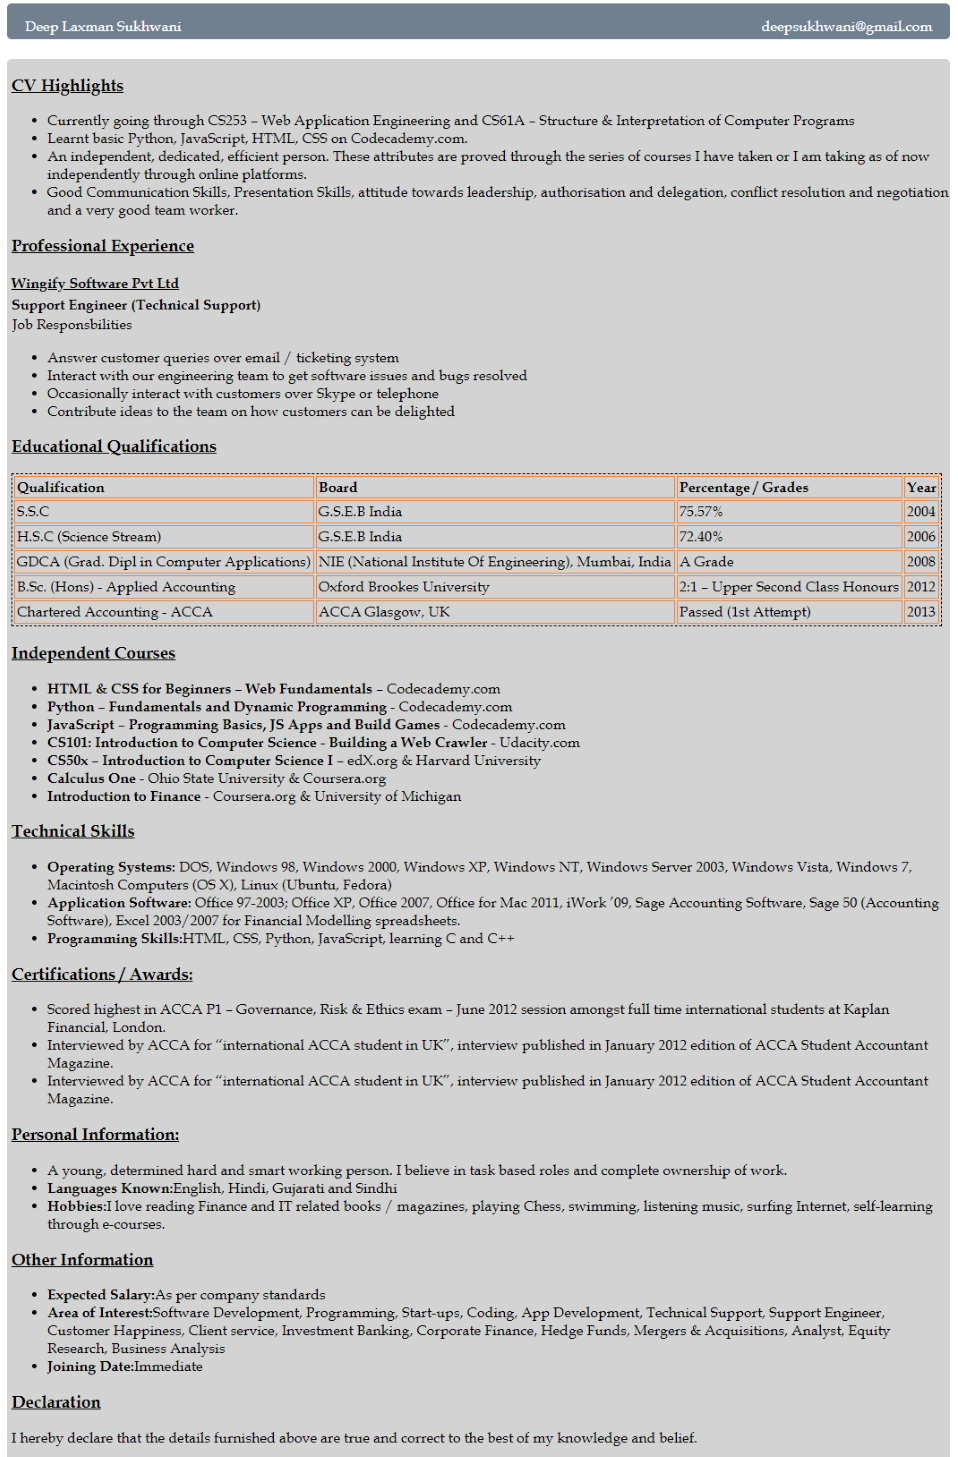 Deep Laxman Sukhwani deepsukhwani@gmail.com
CV Highlights
• Currently going through CS253 – Web Application Engineering and CS61A – Structure & Interpretation of Computer Programs
• Learnt basic Python, JavaScript, HTML, CSS on Codecademy.com.
• An independent, dedicated, efficient person. These attributes are proved through the series of courses I have taken or I am taking as of now
independently through online platforms.
• Good Communication Skills, Presentation Skills, attitude towards leadership, authorisation and delegation, conflict resolution and negotiation
and a very good team worker.
Professional Experience
Wingify Software Pvt Ltd
Support Engineer (Technical Support)
Job Responsbilities
• Answer customer queries over email / ticketing system
• Interact with our engineering team to get software issues and bugs resolved
• Occasionally interact with customers over Skype or telephone
• Contribute ideas to the team on how customers can be delighted
Educational Qualifications
Qualification Board Percentage / Grades Year
S.S.C G.S.E.B India 75.57% 2004
H.S.C (Science Stream) G.S.E.B India 72.40% 2006
GDCA (Grad. Dipl in Computer Applications) NIE (National Institute Of Engineering), Mumbai, India A Grade 2008
B.Sc. (Hons) - Applied Accounting Oxford Brookes University 2:1 – Upper Second Class Honours 2012
Chartered Accounting - ACCA ACCA Glasgow, UK Passed (1st Attempt) 2013
Independent Courses
• HTML & CSS for Beginners – Web Fundamentals – Codecademy.com
• Python – Fundamentals and Dynamic Programming - Codecademy.com
• JavaScript – Programming Basics, JS Apps and Build Games - Codecademy.com
• CS101: Introduction to Computer Science - Building a Web Crawler - Udacity.com
• CS50x – Introduction to Computer Science I – edX.org & Harvard University
• Calculus One - Ohio State University & Coursera.org
• Introduction to Finance - Coursera.org & University of Michigan
Technical Skills
• Operating Systems: DOS, Windows 98, Windows 2000, Windows XP, Windows NT, Windows Server 2003, Windows Vista, Windows 7,
Macintosh Computers (OS X), Linux (Ubuntu, Fedora)
• Application Software: Office 97-2003; Office XP, Office 2007, Office for Mac 2011, iWork '09, Sage Accounting Software, Sage 50 (Accounting
Software), Excel 2003/2007 for Financial Modelling spreadsheets.
• Programming Skills:HTML, CSS, Python, JavaScript, learning C and C++
Certifications / Awards:
• Scored highest in ACCA P1 – Governance, Risk & Ethics exam – June 2012 session amongst full time international students at Kaplan
Financial, London.
• Interviewed by ACCA for “international ACCA student in UK”, interview published in January 2012 edition of ACCA Student Accountant
Magazine.
• Interviewed by ACCA for “international ACCA student in UK”, interview published in January 2012 edition of ACCA Student Accountant
Magazine.
Personal Information:
• A young, determined hard and smart working person. I believe in task based roles and complete ownership of work.
• Languages Known:English, Hindi, Gujarati and Sindhi
• Hobbies:I love reading Finance and IT related books / magazines, playing Chess, swimming, listening music, surfing Internet, self-learning
through e-courses.
Other Information
• Expected Salary:As per company standards
• Area of Interest:Software Development, Programming, Start-ups, Coding, App Development, Technical Support, Support Engineer,
Customer Happiness, Client service, Investment Banking, Corporate Finance, Hedge Funds, Mergers & Acquisitions, Analyst, Equity
Research, Business Analysis
• Joining Date:Immediate
Declaration
I hereby declare that the details furnished above are true and correct to the best of my knowledge and belief.